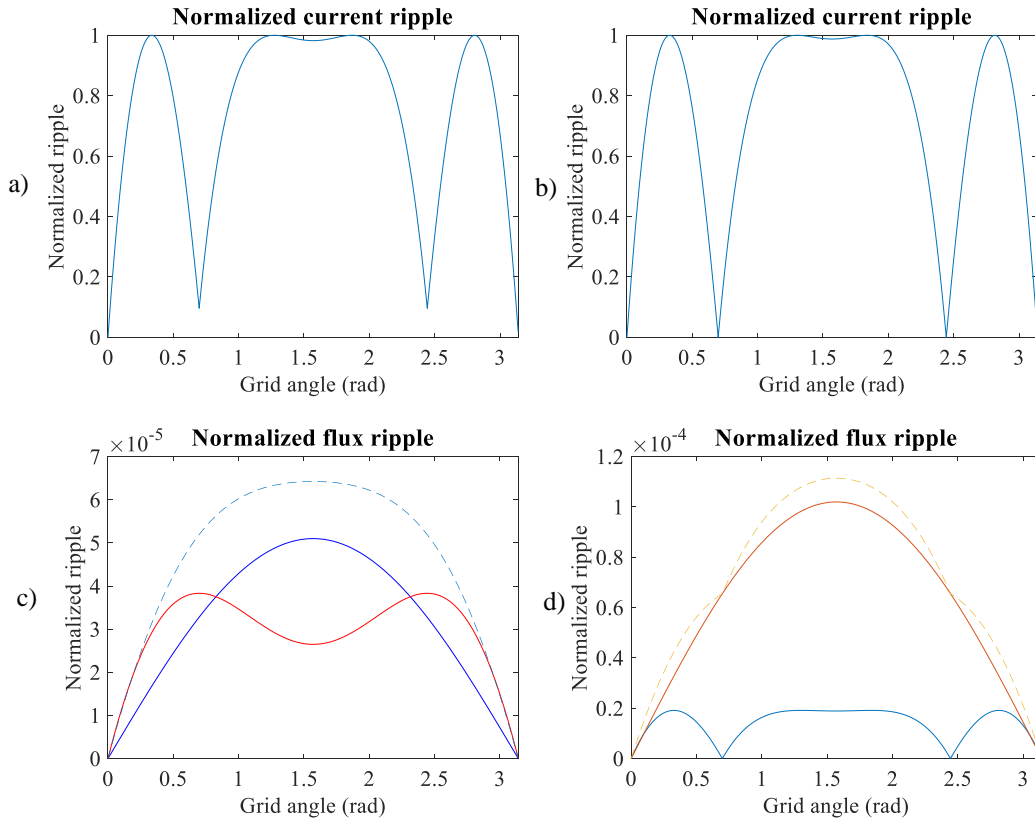 Normalized current ripple
1
0.8
0.6
0.4
0.2
0
Normalized ripple
a)
0 0.5 1 1.5 2 2.5 3
Grid angle (rad)
Normalized current ripple
1
0.8
0.6
0.4
0.2
0
Normalized ripple
b)
0 0.5 1 1.5 2 2.5 3
Grid angle (rad)
×10⁻⁵ Normalized flux ripple
7
6
5
4
3
2
1
0
Normalized ripple
c)
0 0.5 1 1.5 2 2.5 3
Grid angle (rad)
×10⁻⁴ Normalized flux ripple
1.2
1
0.8
0.6
0.4
0.2
0
Normalized ripple
d)
0 0.5 1 1.5 2 2.5 3
Grid angle (rad)